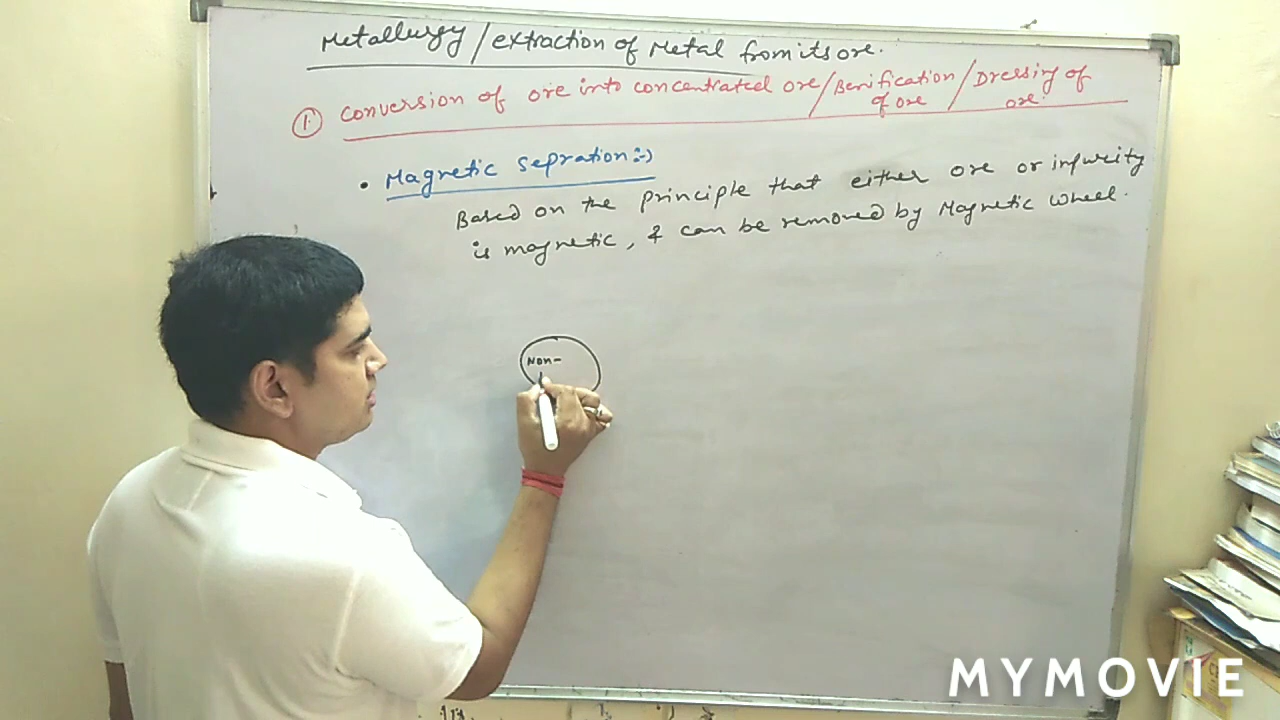 Metallurgy / extraction of Metal from its ore.
① Conversion of ore into concentrated ore / Benification of ore / Dressing of ore.
• Magnetic Sepration :-)
Based on the principle that either ore or impurity
is magnetic, & can be removed by Magnetic wheel.
Non-
MYMOVIE